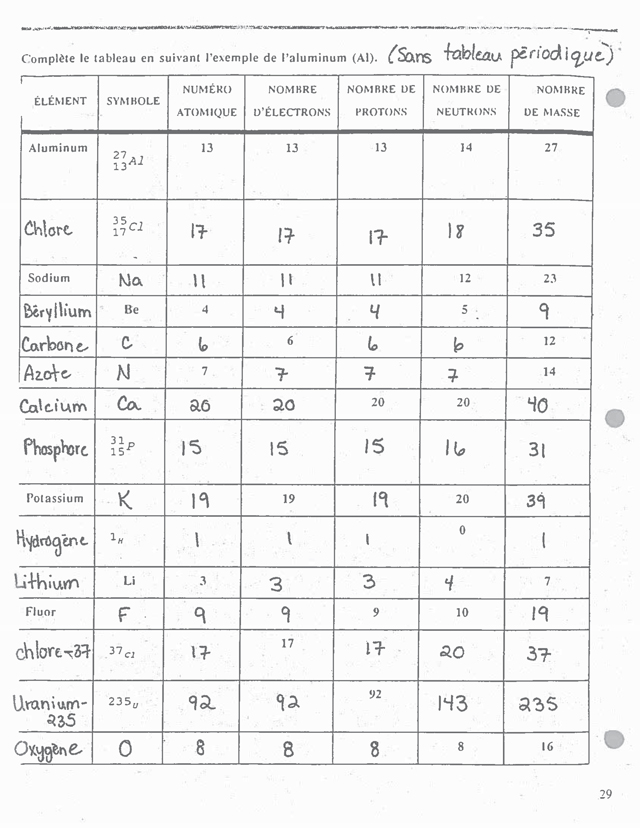 Complète le tableau en suivant l'exemple de l'aluminum (Al). (Sans tableau périodique)
ÉLÉMENT SYMBOLE NUMÉRO ATOMIQUE NOMBRE D'ÉLECTRONS NOMBRE DE PROTONS NOMBRE DE NEUTRONS NOMBRE DE MASSE
Aluminum 27 13 Al 13 13 13 14 27
Chlore 35 17 Cl 17 17 17 18 35
Sodium Na 11 11 11 12 23
Béryllium Be 4 4 4 5 9
Carbone C 6 6 6 6 12
Azote N 7 7 7 7 14
Calcium Ca 20 20 20 20 40
Phosphore 31 15 P 15 15 15 16 31
Potassium K 19 19 19 20 39
Hydrogène 1 H 1 1 1 0 1
Lithium Li 3 3 3 4 7
Fluor F 9 9 9 10 19
chlore-37 37 Cl 17 17 17 20 37
Uranium-235 235 U 92 92 92 143 235
Oxygène O 8 8 8 8 16
29